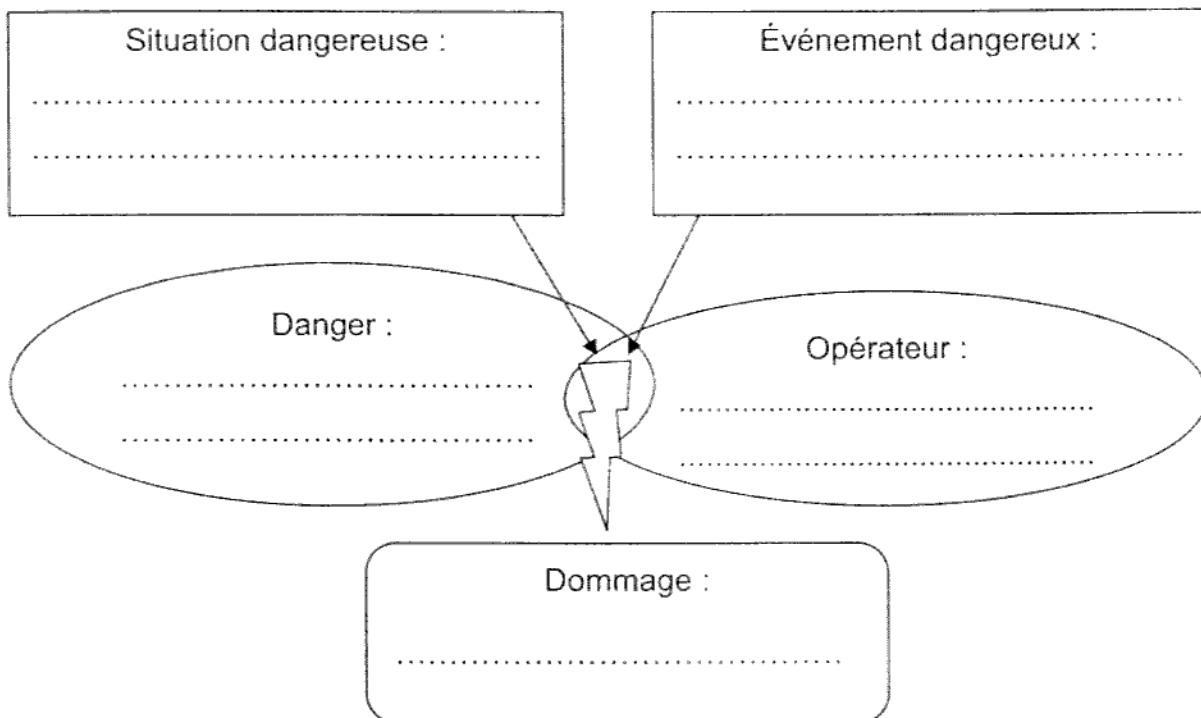 Situation dangereuse :
Événement dangereux :
Danger :
Opérateur :
Dommage :